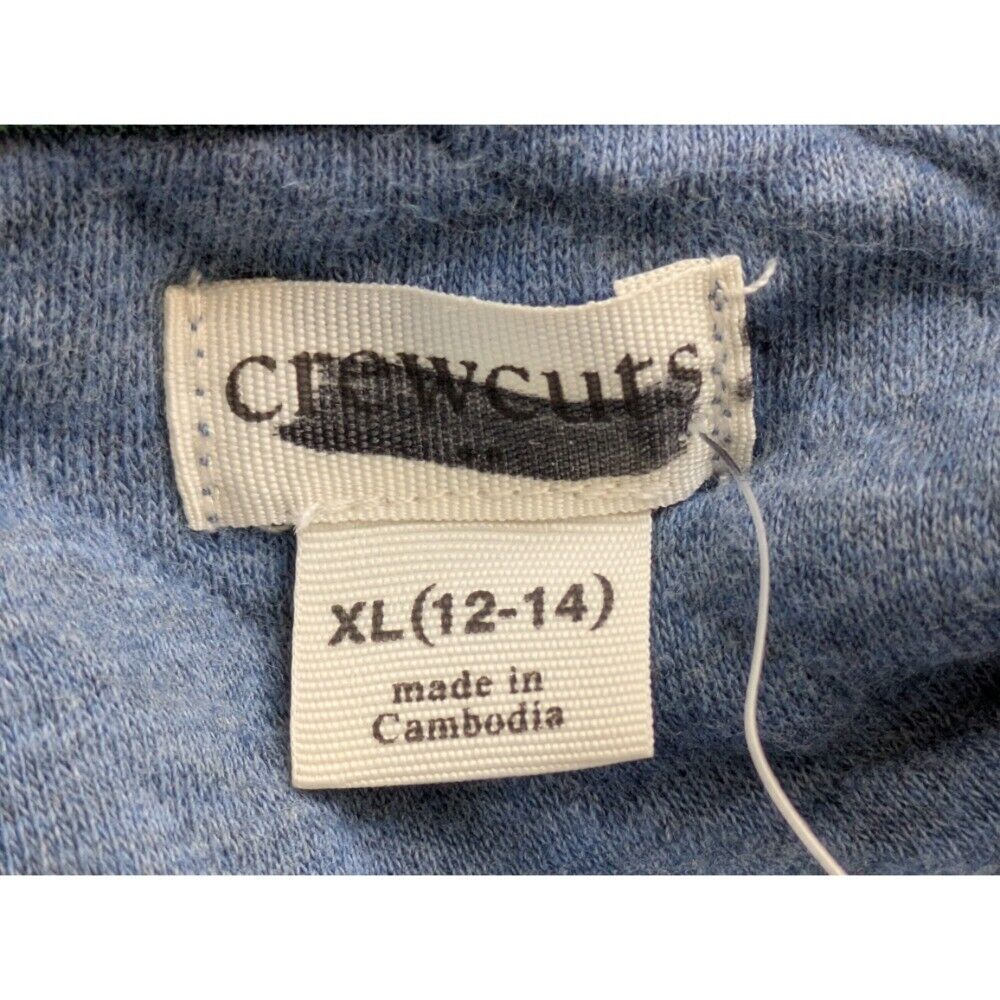 crewcuts
XL(12-14)
made in
Cambodia